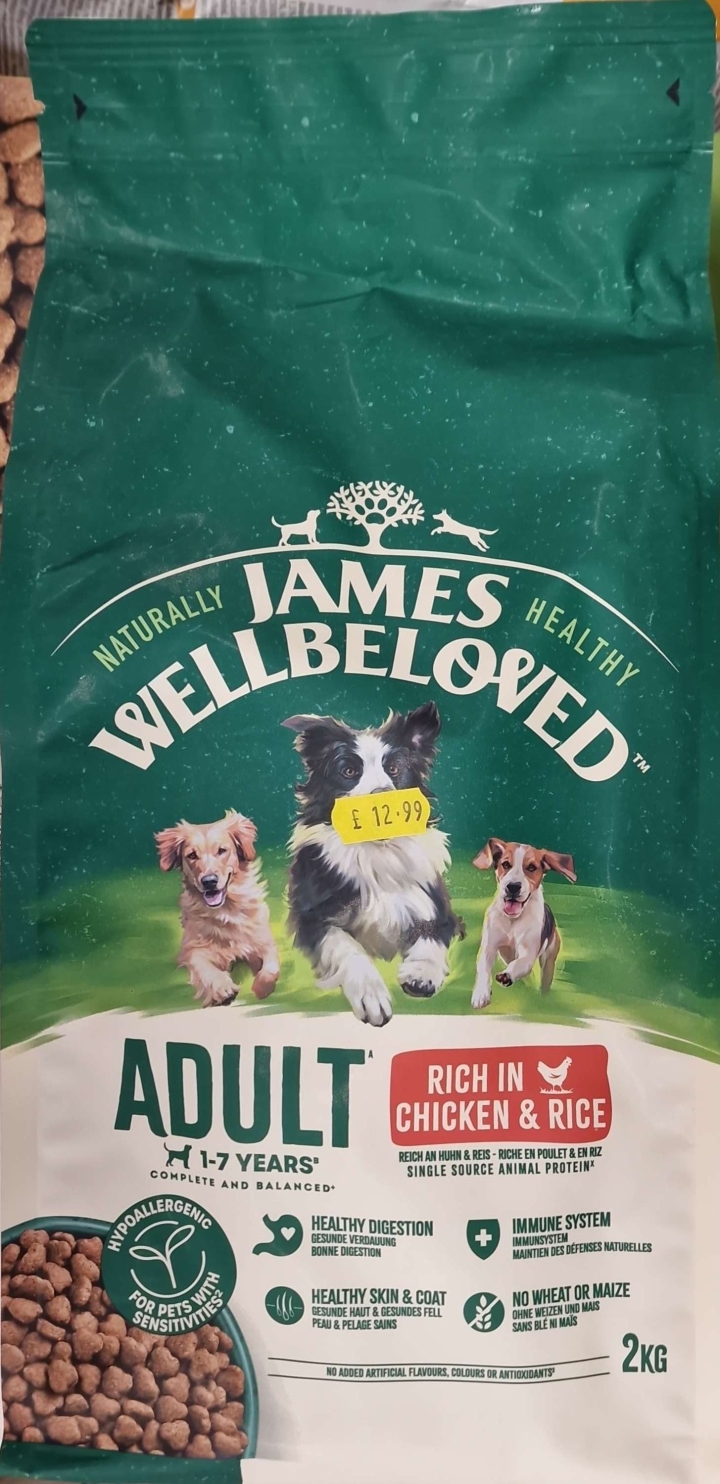 NATURALLY
JAMES
HEALTHY
WELLBELOVED™
£ 12.99
ADULT ᴬ
1-7 YEARS ᴮ
COMPLETE AND BALANCED⁺
RICH IN
CHICKEN & RICE
REICH AN HUHN & REIS - RICHE EN POULET & EN RIZ
SINGLE SOURCE ANIMAL PROTEINˣ
HYPOALLERGENIC
FOR PETS WITH
SENSITIVITIES²
HEALTHY DIGESTION
GESUNDE VERDAUUNG
BONNE DIGESTION
IMMUNE SYSTEM
IMMUNSYSTEM
MAINTIEN DES DÉFENSES NATURELLES
HEALTHY SKIN & COAT
GESUNDE HAUT & GESUNDES FELL
PEAU & PELAGE SAINS
NO WHEAT OR MAIZE
OHNE WEIZEN UND MAIS
SANS BLÉ NI MAÏS
NO ADDED ARTIFICIAL FLAVOURS, COLOURS OR ANTIOXIDANTS³
2KG